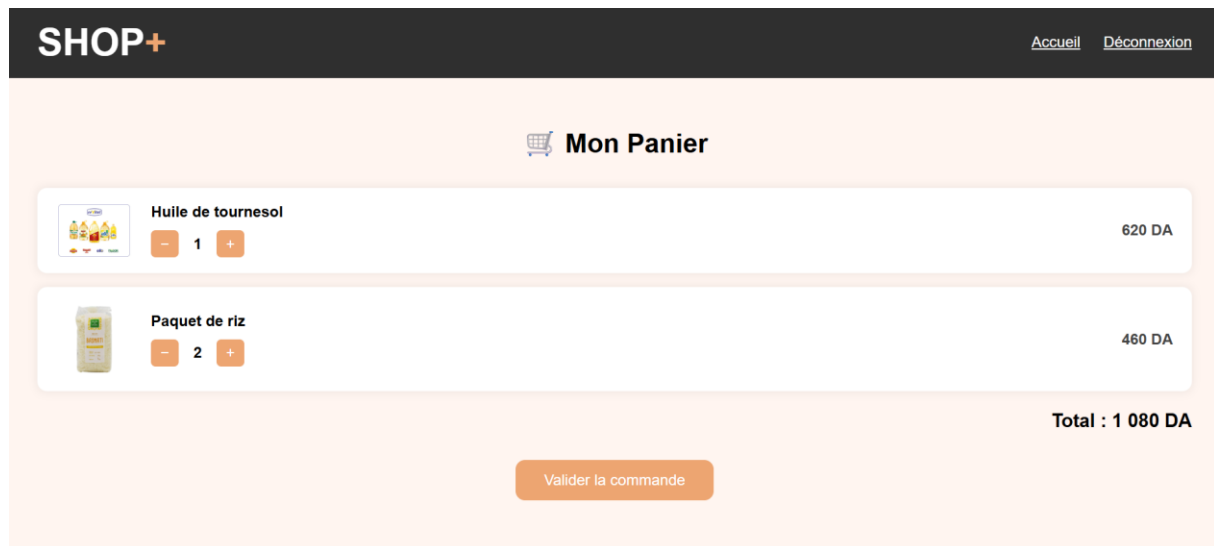 SHOP+
Accueil Déconnexion
🛒 Mon Panier
Huile de tournesol
− 1 +
620 DA
Paquet de riz
− 2 +
460 DA
Total : 1 080 DA
Valider la commande